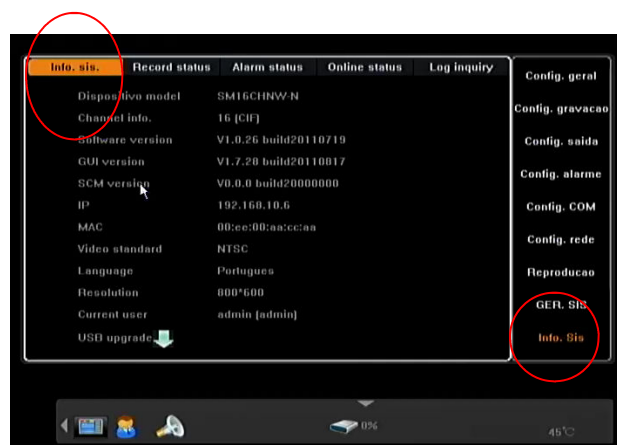 Info. sis. Record status Alarm status Online status Log inquiry
Dispositivo model SM16CHNW-N
Channel info. 16 (CIF)
Software version V1.0.26 build20110719
GUI version V1.7.28 build20110817
SCM version V0.0.0 build20000000
IP 192.168.10.6
MAC 00:ee:00:aa:cc:aa
Video standard NTSC
Language Portugues
Resolution 800*600
Current user admin (admin)
USB upgrade
Config. geral
Config. gravacao
Config. saida
Config. alarme
Config. COM
Config. rede
Reproducao
GER. SIS
Info. Sis
0%
45°C